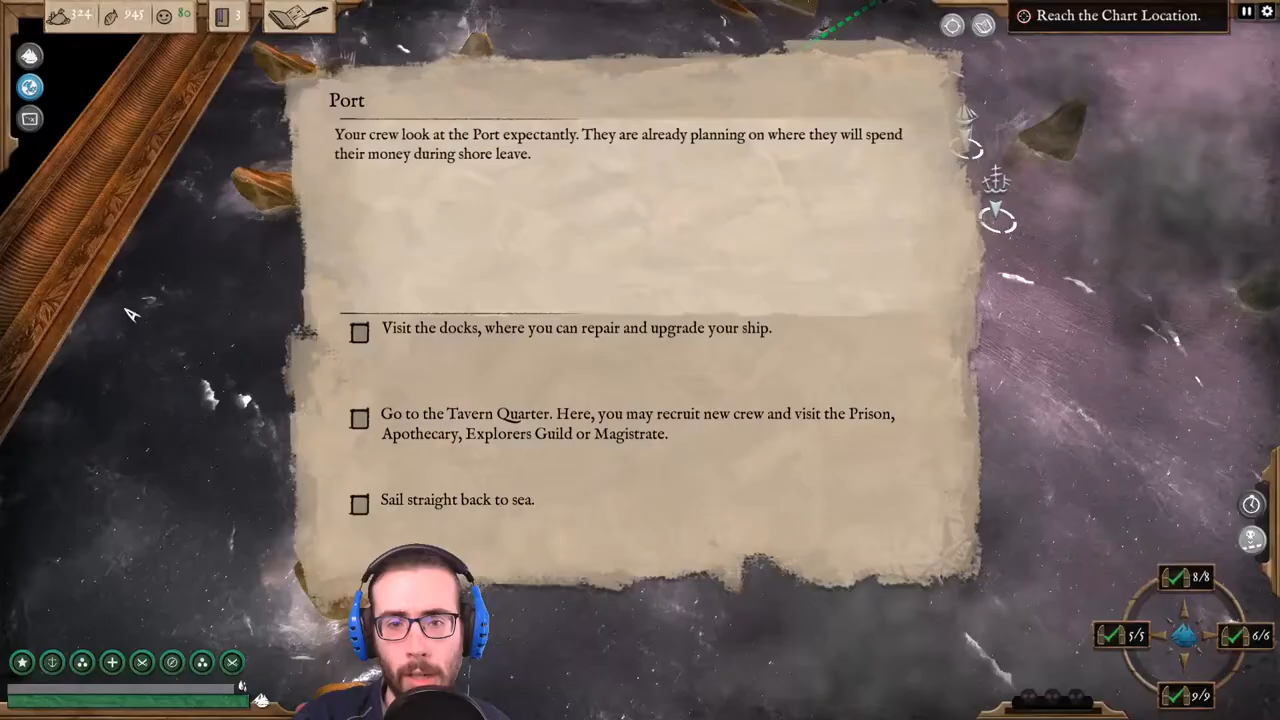 324 945 80 3
Reach the Chart Location.
Port
Your crew look at the Port expectantly. They are already planning on where they will spend
their money during shore leave.
Visit the docks, where you can repair and upgrade your ship.
Go to the Tavern Quarter. Here, you may recruit new crew and visit the Prison,
Apothecary, Explorers Guild or Magistrate.
Sail straight back to sea.
8/8
5/5 6/6
9/9